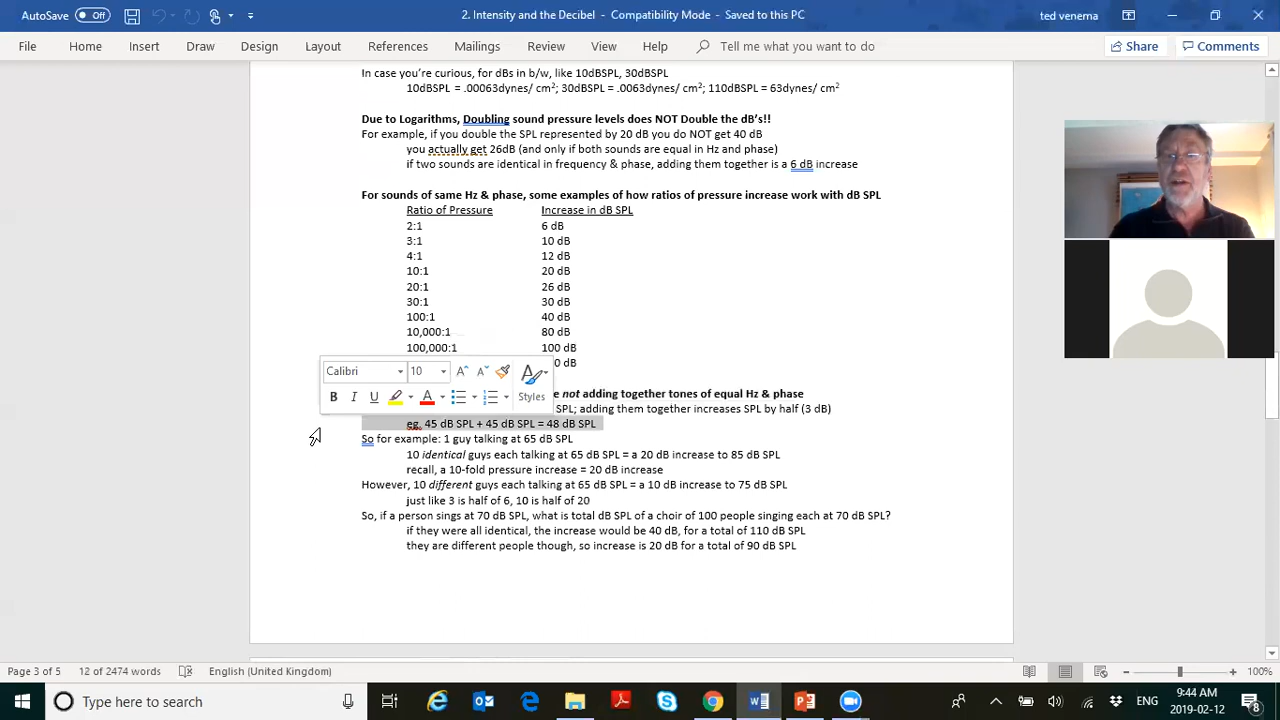 AutoSave Off
2. Intensity and the Decibel - Compatibility Mode - Saved to this PC
ted venema
File Home Insert Draw Design Layout References Mailings Review View Help Tell me what you want to do Share Comments
In case you're curious, for dBs in b/w, like 10dBSPL, 30dBSPL
10dBSPL = .00063dynes/ cm²; 30dBSPL = .0063dynes/ cm²; 110dBSPL = 63dynes/ cm²
Due to Logarithms, Doubling sound pressure levels does NOT Double the dB's!!
For example, if you double the SPL represented by 20 dB you do NOT get 40 dB
you actually get 26dB (and only if both sounds are equal in Hz and phase)
if two sounds are identical in frequency & phase, adding them together is a 6 dB increase
For sounds of same Hz & phase, some examples of how ratios of pressure increase work with dB SPL
Ratio of Pressure Increase in dB SPL
2:1 6 dB
3:1 10 dB
4:1 12 dB
10:1 20 dB
20:1 26 dB
30:1 30 dB
100:1 40 dB
10,000:1 80 dB
100,000:1 100 dB
0 dB
Calibri 10
Styles
B I U A
e not adding together tones of equal Hz & phase
SPL; adding them together increases SPL by half (3 dB)
eg. 45 dB SPL + 45 dB SPL = 48 dB SPL
So for example: 1 guy talking at 65 dB SPL
10 identical guys each talking at 65 dB SPL = a 20 dB increase to 85 dB SPL
recall, a 10-fold pressure increase = 20 dB increase
However, 10 different guys each talking at 65 dB SPL = a 10 dB increase to 75 dB SPL
just like 3 is half of 6, 10 is half of 20
So, if a person sings at 70 dB SPL, what is total dB SPL of a choir of 100 people singing each at 70 dB SPL?
if they were all identical, the increase would be 40 dB, for a total of 110 dB SPL
they are different people though, so increase is 20 dB for a total of 90 dB SPL
Page 3 of 5 12 of 2474 words English (United Kingdom) 100%
Type here to search
ENG
9:44 AM
2019-02-12
8